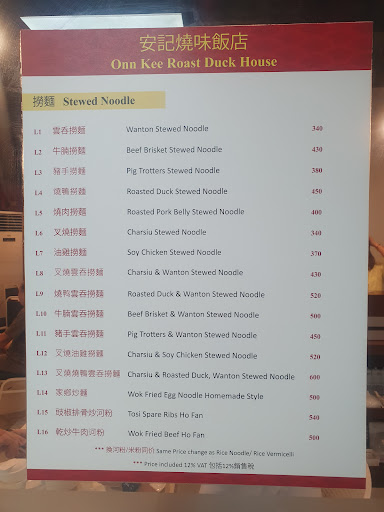 安記燒味飯店
Onn Kee Roast Duck House
撈麵 Stewed Noodle
L1 雲吞撈麵 Wanton Stewed Noodle 340
L2 牛腩撈麵 Beef Brisket Stewed Noodle 430
L3 豬手撈麵 Pig Trotters Stewed Noodle 380
L4 燒鴨撈麵 Roasted Duck Stewed Noodle 450
L5 燒肉撈麵 Roasted Pork Belly Stewed Noodle 400
L6 叉燒撈麵 Charsiu Stewed Noodle 340
L7 油雞撈麵 Soy Chicken Stewed Noodle 370
L8 叉燒雲吞撈麵 Charsiu & Wanton Stewed Noodle 430
L9 燒鸭雲吞撈麵 Roasted Duck & Wanton Stewed Noodle 520
L10 牛腩雲吞撈麵 Beef Brisket & Wanton Stewed Noodle 500
L11 豬手雲吞撈麵 Pig Trotters & Wanton Stewed Noodle 450
L12 叉燒油雞撈麵 Charsiu & Soy Chicken Stewed Noodle 520
L13 叉燒燒鴨雲吞撈麵 Charsiu & Roasted Duck, Wanton Stewed Noodle 600
L14 家鄉炒麵 Wok Fried Egg Noodle Homemade Style 500
L15 豉椒排骨炒河粉 Tosi Spare Ribs Ho Fan 540
L16 乾炒牛肉河粉 Wok Fried Beef Ho Fan 500
*** 換河粉/米粉同价 Same Price change as Rice Noodle/ Rice Vermicelli
*** Price included 12% VAT 包括12%銷售稅